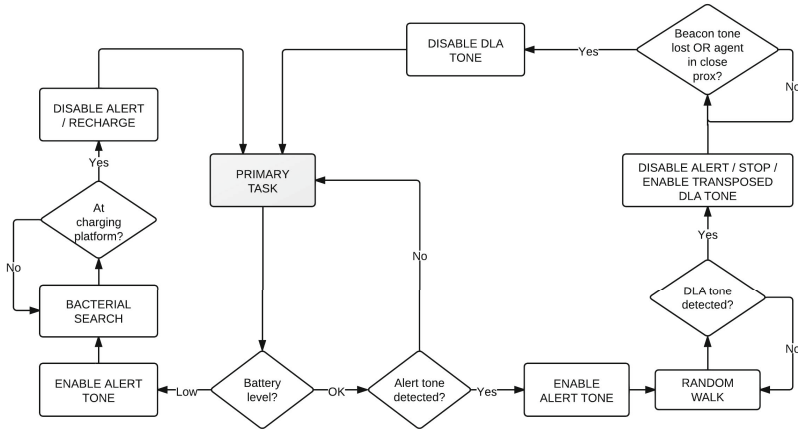 Beacon tone
lost OR agent
in close
prox?
Yes
No
DISABLE DLA
TONE
DISABLE ALERT
/ RECHARGE
Yes
PRIMARY
TASK
DISABLE ALERT / STOP /
ENABLE TRANSPOSED
DLA TONE
At
charging
platform?
No
Yes
No
DLA tone
detected?
No
BACTERIAL
SEARCH
ENABLE ALERT
TONE
Low
Battery
level?
OK
Alert tone
detected?
Yes
ENABLE
ALERT TONE
RANDOM
WALK